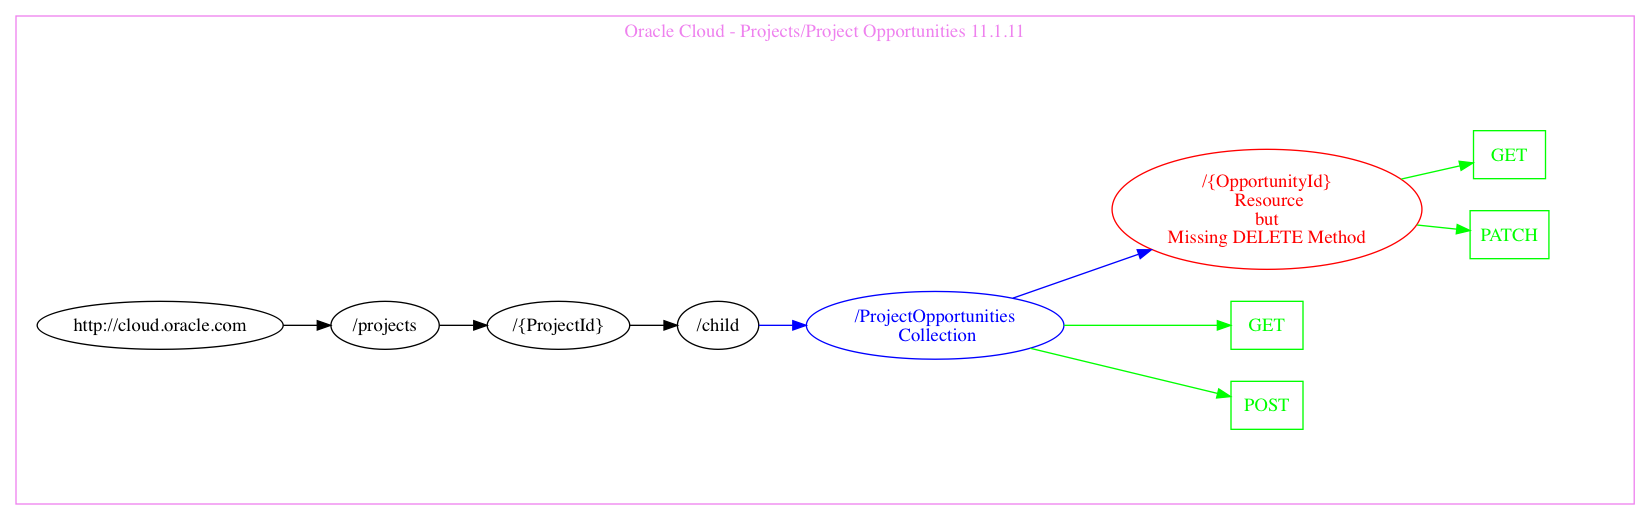 Oracle Cloud - Projects/Project Opportunities 11.1.11
http://cloud.oracle.com
/projects
/{ProjectId}
/child
/ProjectOpportunities
Collection
/{OpportunityId}
Resource
but
Missing DELETE Method
GET
PATCH
GET
POST